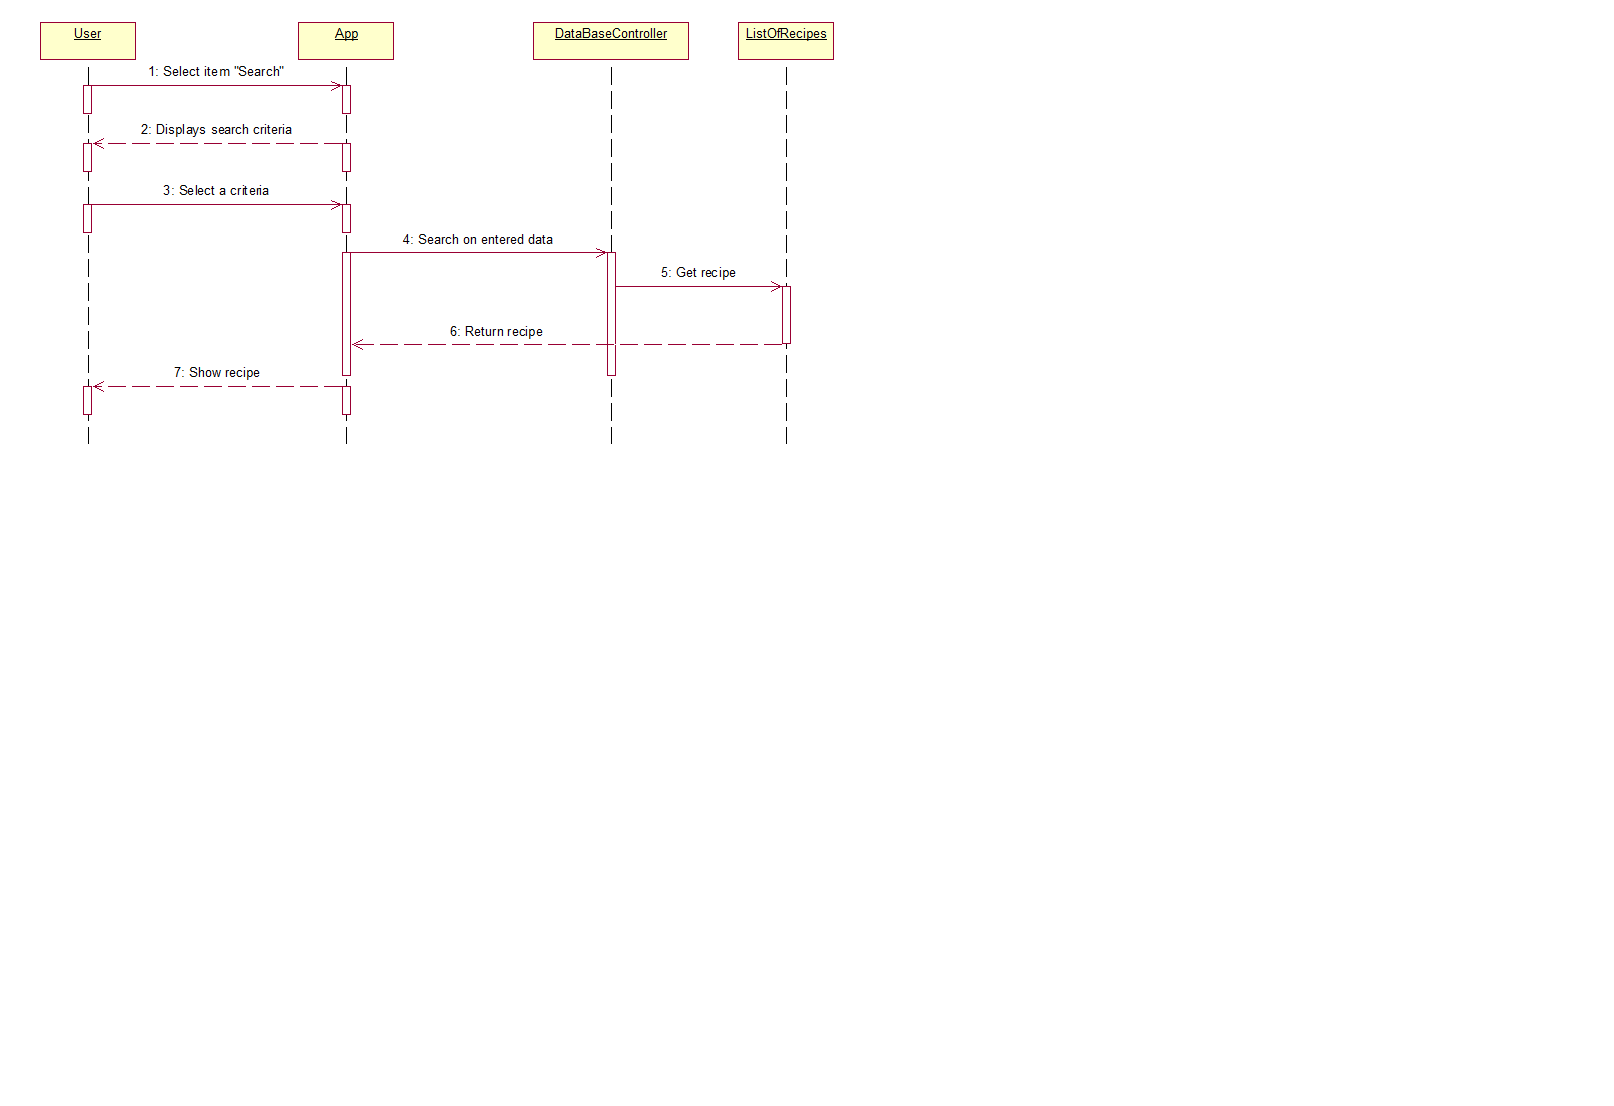 User
App
DataBaseController
ListOfRecipes
1: Select item "Search"
2: Displays search criteria
3: Select a criteria
4: Search on entered data
5: Get recipe
6: Return recipe
7: Show recipe